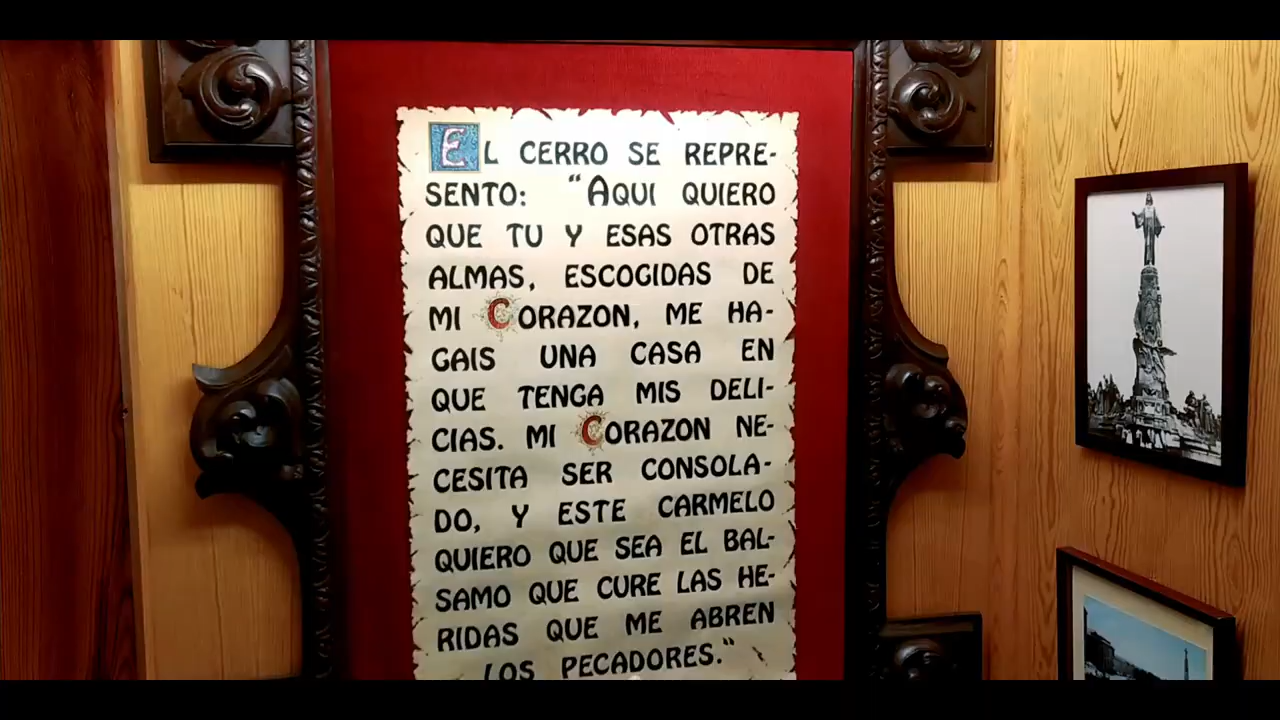 EL CERRO SE REPRE-
SENTO: "AQUI QUIERO
QUE TU Y ESAS OTRAS
ALMAS, ESCOGIDAS DE
MI CORAZON, ME HA-
GAIS UNA CASA EN
QUE TENGA MIS DELI-
CIAS. MI CORAZON NE-
CESITA SER CONSOLA-
DO, Y ESTE CARMELO
QUIERO QUE SEA EL BAL-
SAMO QUE CURE LAS HE-
RIDAS QUE ME ABREN
LOS PECADORES."